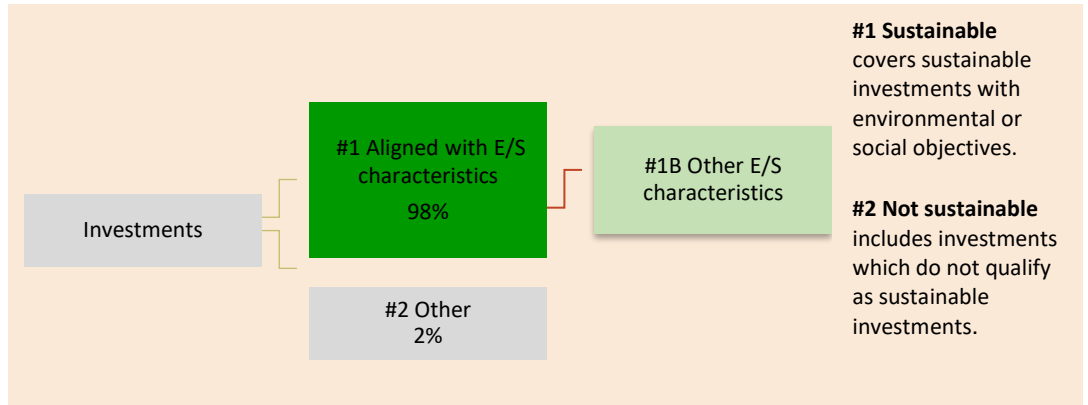 Investments
#1 Aligned with E/S
characteristics
98%
#2 Other
2%
#1B Other E/S
characteristics
#1 Sustainable
covers sustainable
investments with
environmental or
social objectives.
#2 Not sustainable
includes investments
which do not qualify
as sustainable
investments.